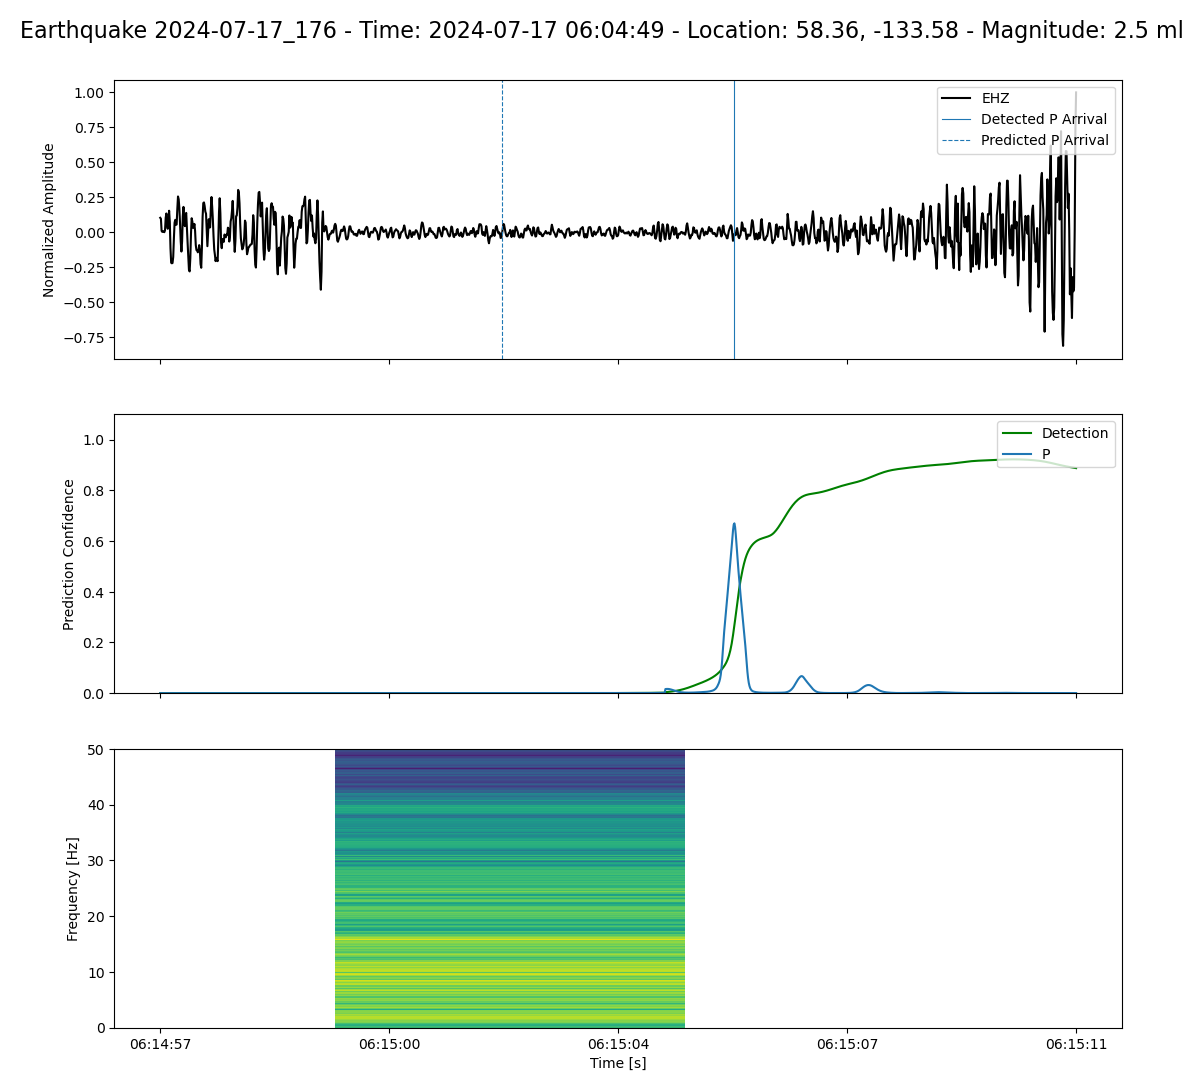 Earthquake 2024-07-17_176 - Time: 2024-07-17 06:04:49 - Location: 58.36, -133.58 - Magnitude: 2.5 ml
1.00
0.75
0.50
0.25
0.00
−0.25
−0.50
−0.75
Normalized Amplitude
EHZ
Detected P Arrival
Predicted P Arrival
1.0
0.8
0.6
0.4
0.2
0.0
Prediction Confidence
Detection
P
50
40
30
20
10
0
Frequency [Hz]
06:14:57 06:15:00 06:15:04 06:15:07 06:15:11
Time [s]